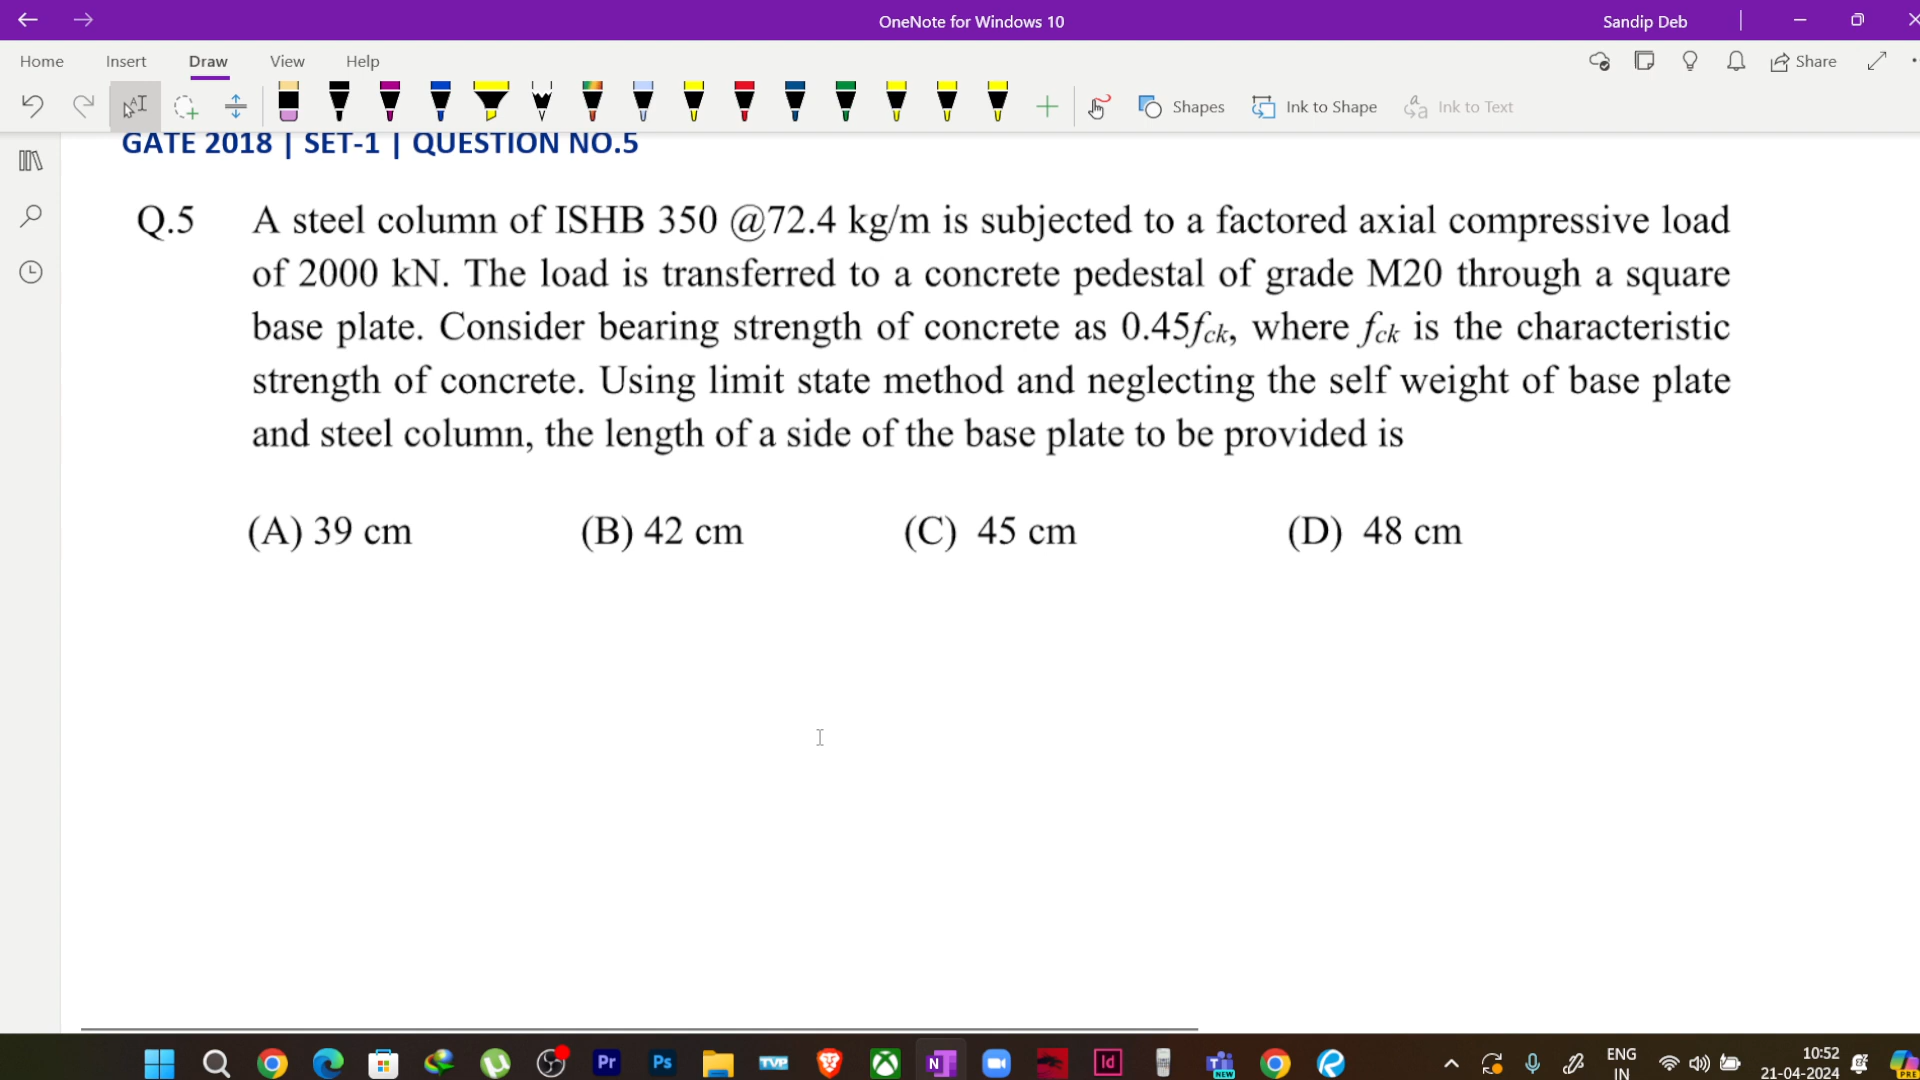 OneNote for Windows 10
Sandip Deb
Home Insert Draw View Help
Share
Shapes Ink to Shape Ink to Text
GATE 2018 | SET-1 | QUESTION NO.5
Q.5 A steel column of ISHB 350 @72.4 kg/m is subjected to a factored axial compressive load
of 2000 kN. The load is transferred to a concrete pedestal of grade M20 through a square
base plate. Consider bearing strength of concrete as 0.45fck, where fck is the characteristic
strength of concrete. Using limit state method and neglecting the self weight of base plate
and steel column, the length of a side of the base plate to be provided is
(A) 39 cm (B) 42 cm (C) 45 cm (D) 48 cm
Pr Ps TVP N Id NEW
ENG
IN
10:52
21-04-2024
PRE